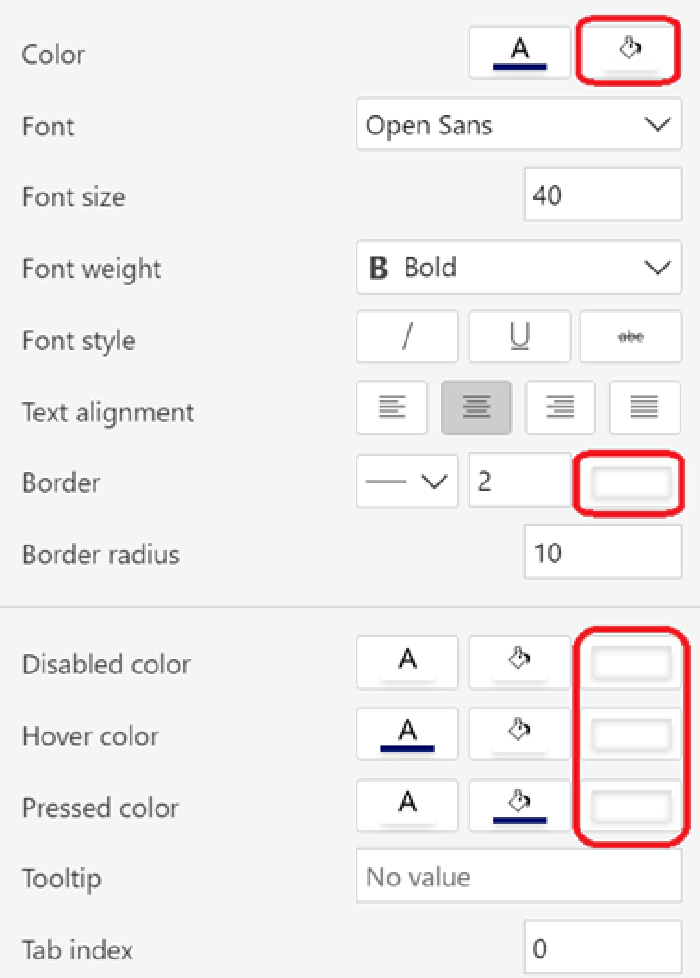 Color A
Font Open Sans
Font size 40
Font weight B Bold
Font style / U abc
Text alignment
Border 2
Border radius 10
Disabled color A
Hover color A
Pressed color A
Tooltip No value
Tab index 0